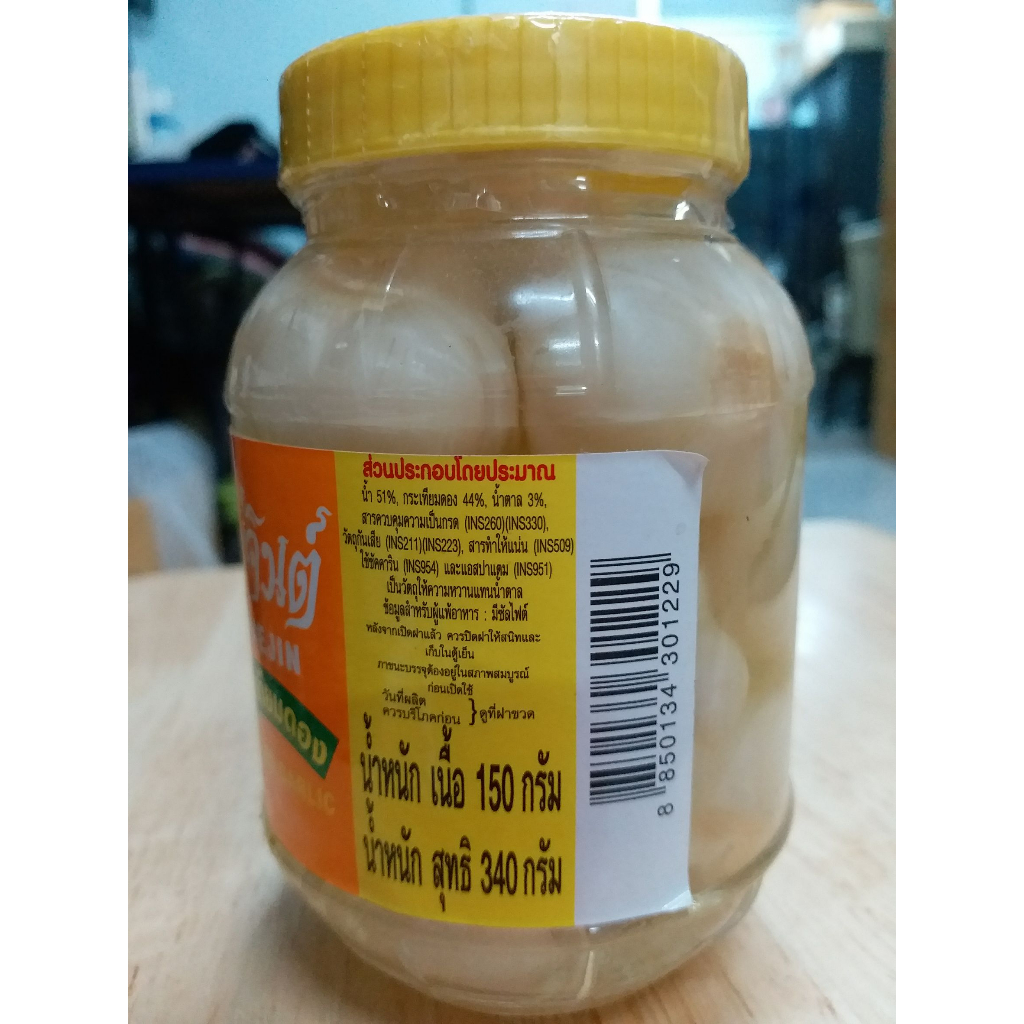 ส่วนประกอบโดยประมาณ
น้ำ 51%, กระเทียมดอง 44%, น้ำตาล 3%,
สารควบคุมความเป็นกรด (INS260)(INS330),
วัตถุกันเสีย (INS211)(INS223), สารทำให้แน่น (INS509)
ใช้ซัคคาริน (INS954) และแอสปาแตม (INS951)
เป็นวัตถุให้ความหวานแทนน้ำตาล
ข้อมูลสำหรับผู้แพ้อาหาร : มีซัลไฟต์
หลังจากเปิดฝาแล้ว ควรปิดฝาให้สนิทและ
เก็บในตู้เย็น
ภาชนะบรรจุต้องอยู่ในสภาพสมบูรณ์
ก่อนเปิดใช้
วันที่ผลิต
ควรบริโภคก่อน } ดูที่ฝาขวด
น้ำหนัก เนื้อ 150 กรัม
น้ำหนัก สุทธิ 340 กรัม
8 850134 301229